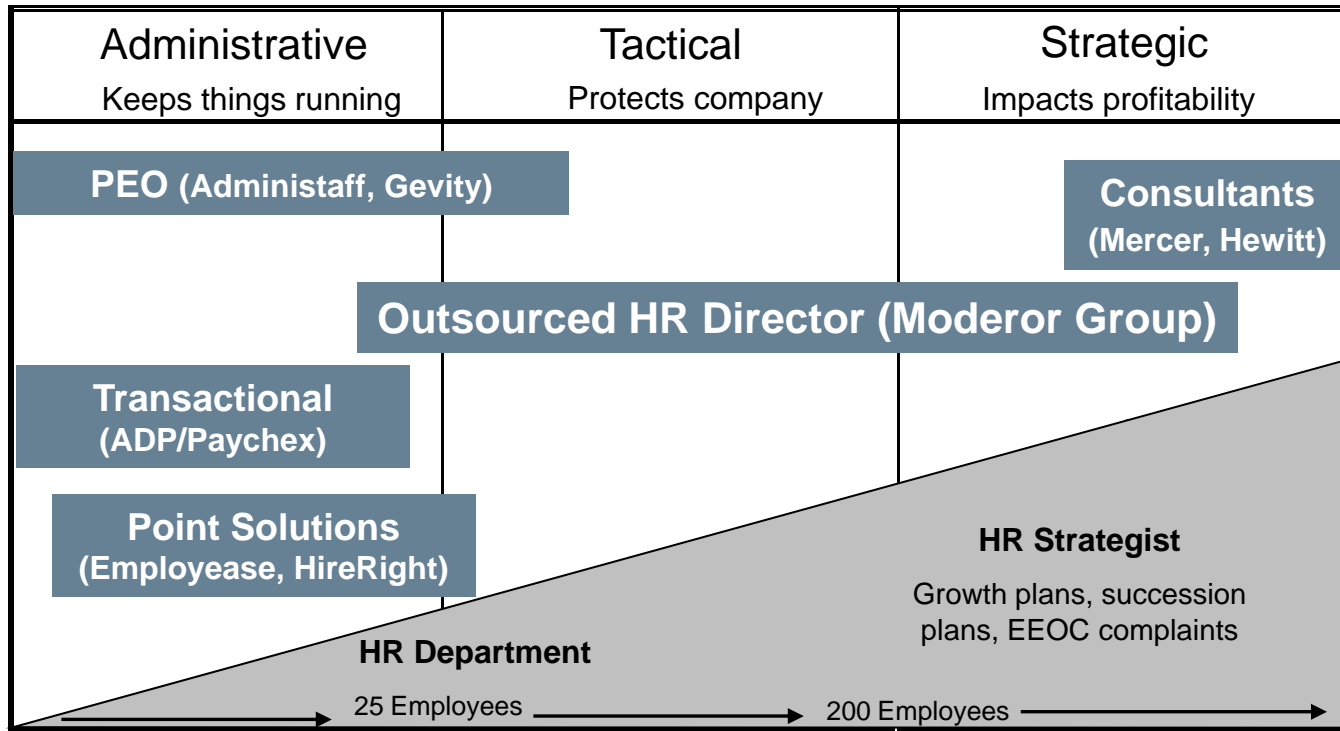 Administrative
Keeps things running
Tactical
Protects company
Strategic
Impacts profitability
PEO (Administaff, Gevity)
Consultants
(Mercer, Hewitt)
Outsourced HR Director (Moderor Group)
Transactional
(ADP/Paychex)
Point Solutions
(Employease, HireRight)
HR Strategist
Growth plans, succession
plans, EEOC complaints
HR Department
25 Employees
200 Employees